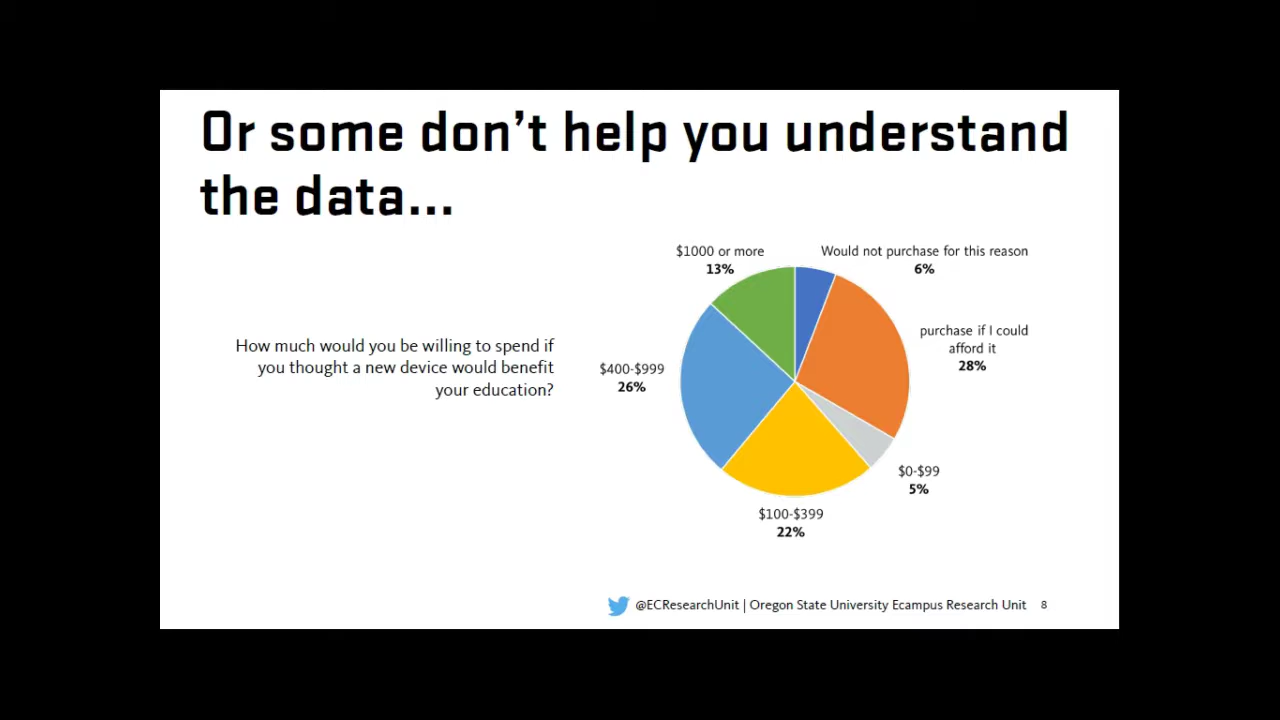 Or some don't help you understand
the data...
How much would you be willing to spend if
you thought a new device would benefit
your education?
$1000 or more
13%
Would not purchase for this reason
6%
purchase if I could
afford it
28%
$400-$999
26%
$0-$99
5%
$100-$399
22%
@ECResearchUnit | Oregon State University Ecampus Research Unit 8